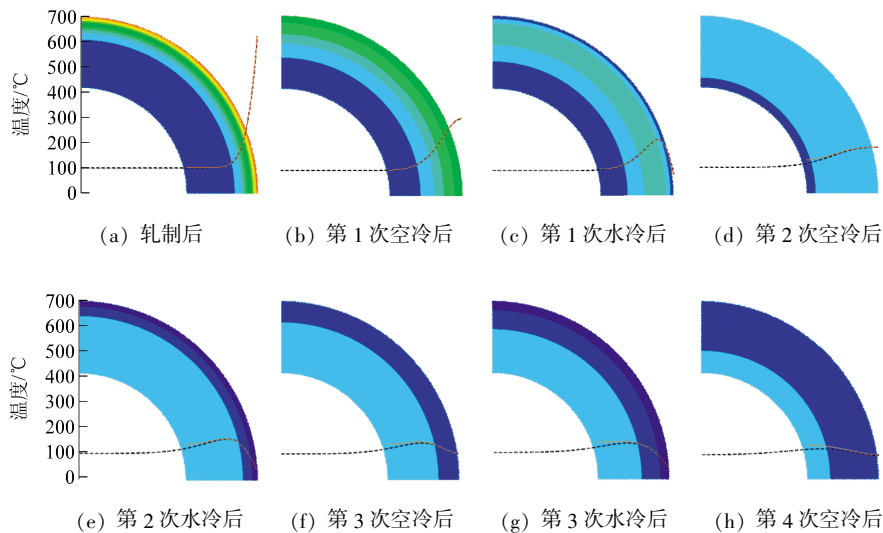 700
600
500
400
300
200
100
0
温度/℃
(a) 轧制后
(b) 第1次空冷后
(c) 第1次水冷后
(d) 第2次空冷后
700
600
500
400
300
200
100
0
温度/℃
(e) 第2次水冷后
(f) 第3次空冷后
(g) 第3次水冷后
(h) 第4次空冷后